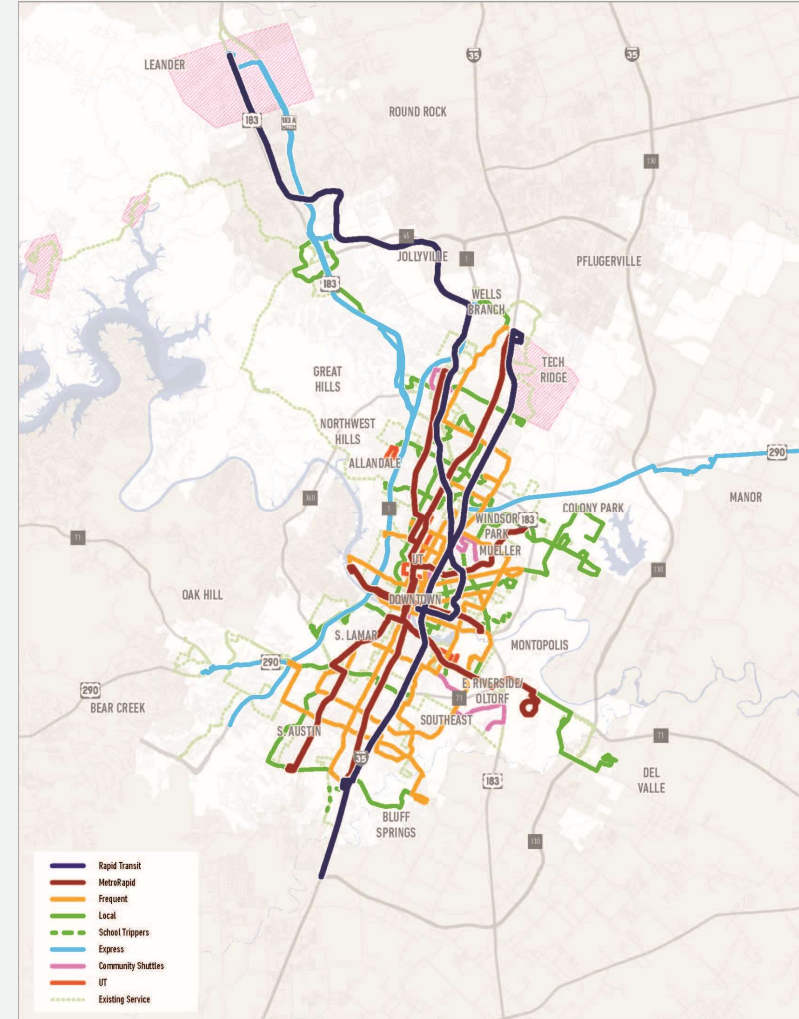 LEANDER
35
35
183
183 A
ROUND ROCK
130
45
JOLLYVILLE
1
PFLUGERVILLE
183
WELLS
BRANCH
TECH
RIDGE
GREAT
HILLS
NORTHWEST
HILLS
ALLANDALE
290
MANOR
360
1
71
WINDSOR
PARK
183
COLONY PARK
MUELLER
UT
130
OAK HILL
DOWNTOWN
S. LAMAR
MONTOPOLIS
290
290
BEAR CREEK
E. RIVERSIDE/
OLTORF
71
SOUTHEAST
S. AUSTIN
71
35
183
DEL
VALLE
BLUFF
SPRINGS
130
Rapid Transit
MetroRapid
Frequent
Local
School Trippers
Express
Community Shuttles
UT
Existing Service